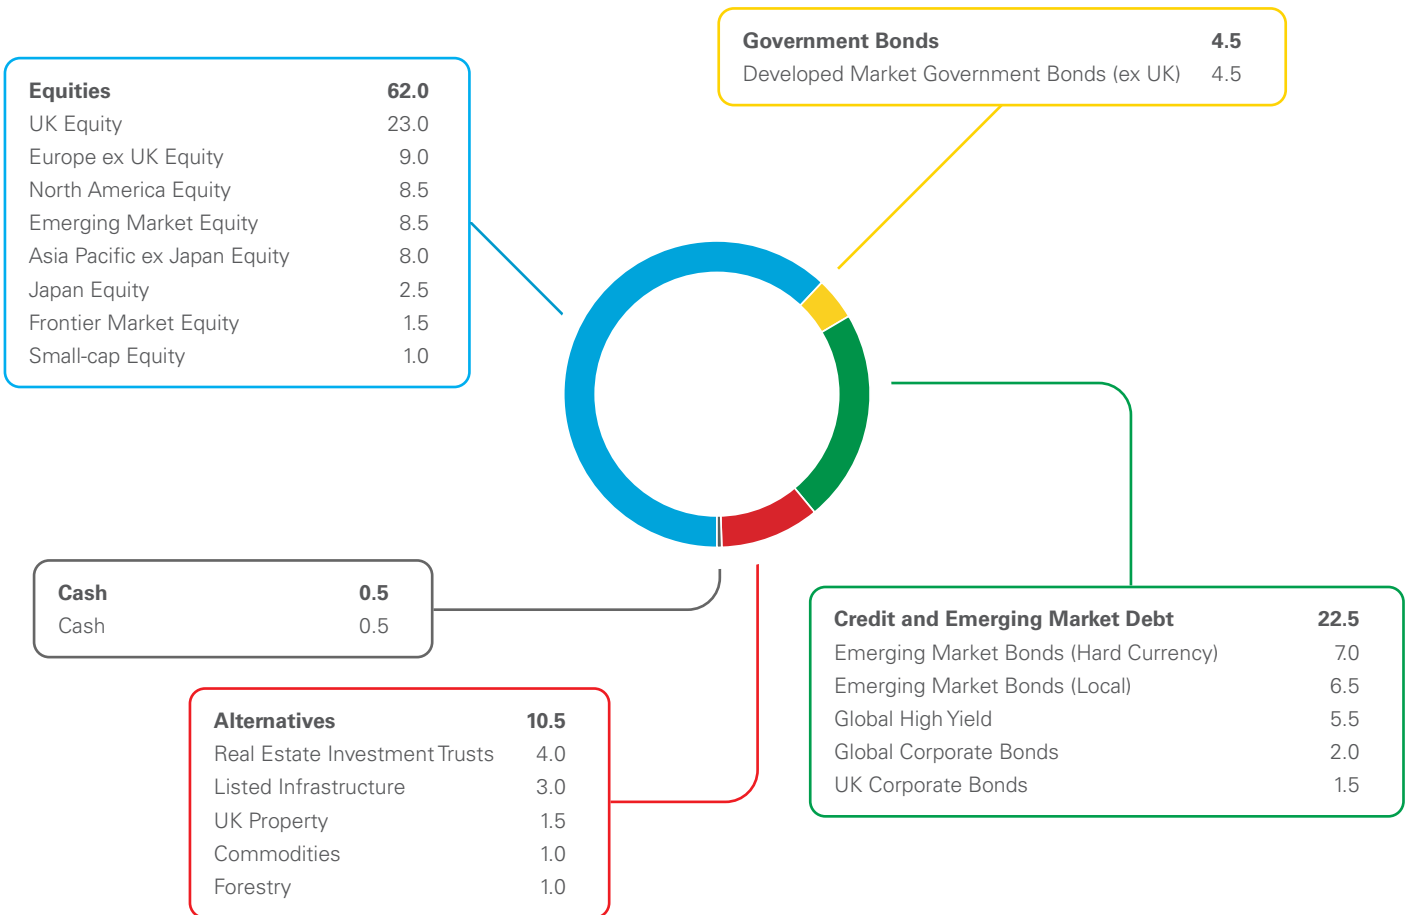 Government Bonds 4.5
Developed Market Government Bonds (ex UK) 4.5
Equities 62.0
UK Equity 23.0
Europe ex UK Equity 9.0
North America Equity 8.5
Emerging Market Equity 8.5
Asia Pacific ex Japan Equity 8.0
Japan Equity 2.5
Frontier Market Equity 1.5
Small-cap Equity 1.0
Cash 0.5
Cash 0.5
Credit and Emerging Market Debt 22.5
Emerging Market Bonds (Hard Currency) 7.0
Emerging Market Bonds (Local) 6.5
Global High Yield 5.5
Global Corporate Bonds 2.0
UK Corporate Bonds 1.5
Alternatives 10.5
Real Estate Investment Trusts 4.0
Listed Infrastructure 3.0
UK Property 1.5
Commodities 1.0
Forestry 1.0